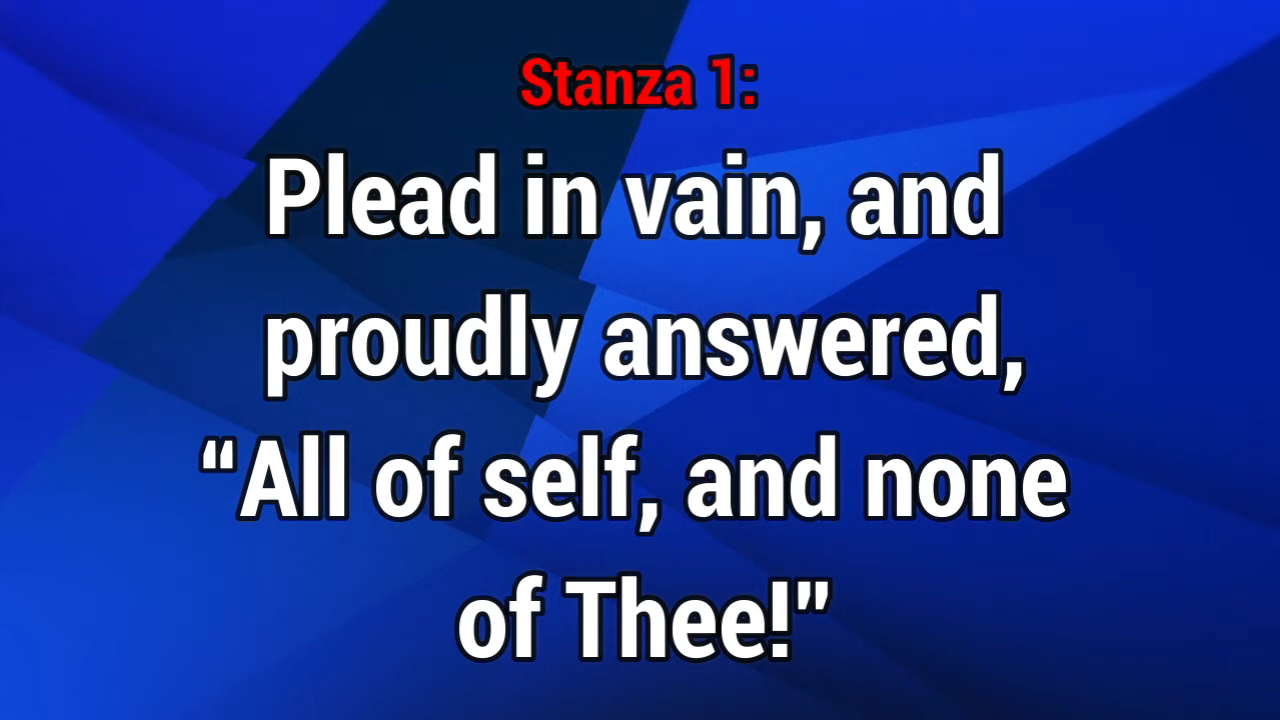 Stanza 1:
Plead in vain, and
proudly answered,
“All of self, and none
of Thee!”